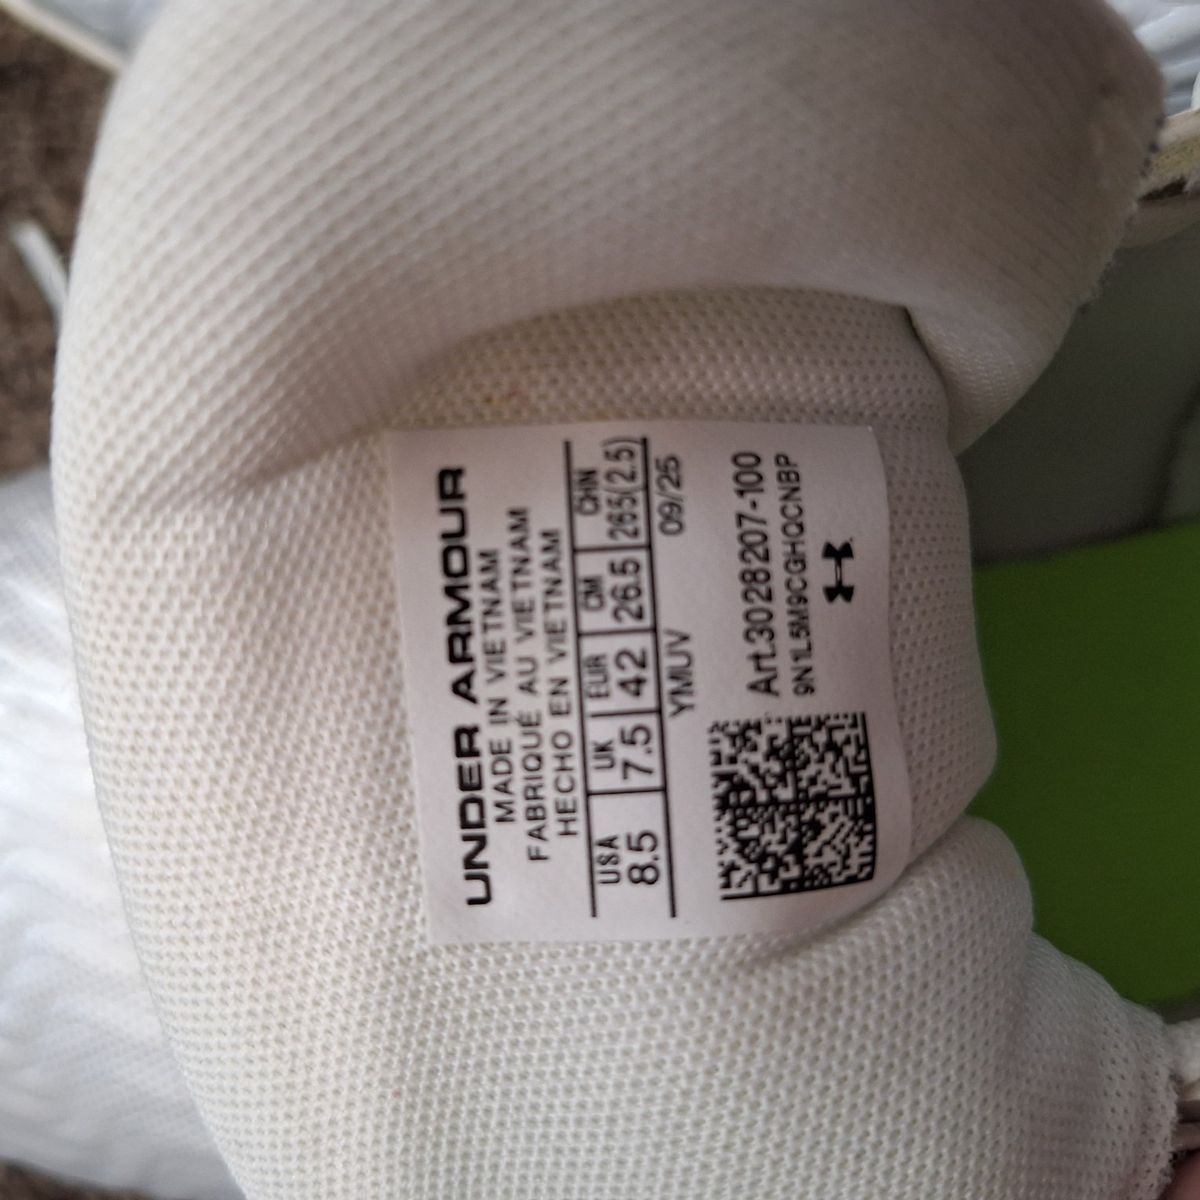 UNDER ARMOUR
MADE IN VIETNAM
FABRIQUÉ AU VIETNAM
HECHO EN VIETNAM
USA UK EUR CM CHN
8.5 7.5 42 26.5 265(2.5)
YMUV 09/25
Art.3028207-100
9N1L5M9CGHQCNBP